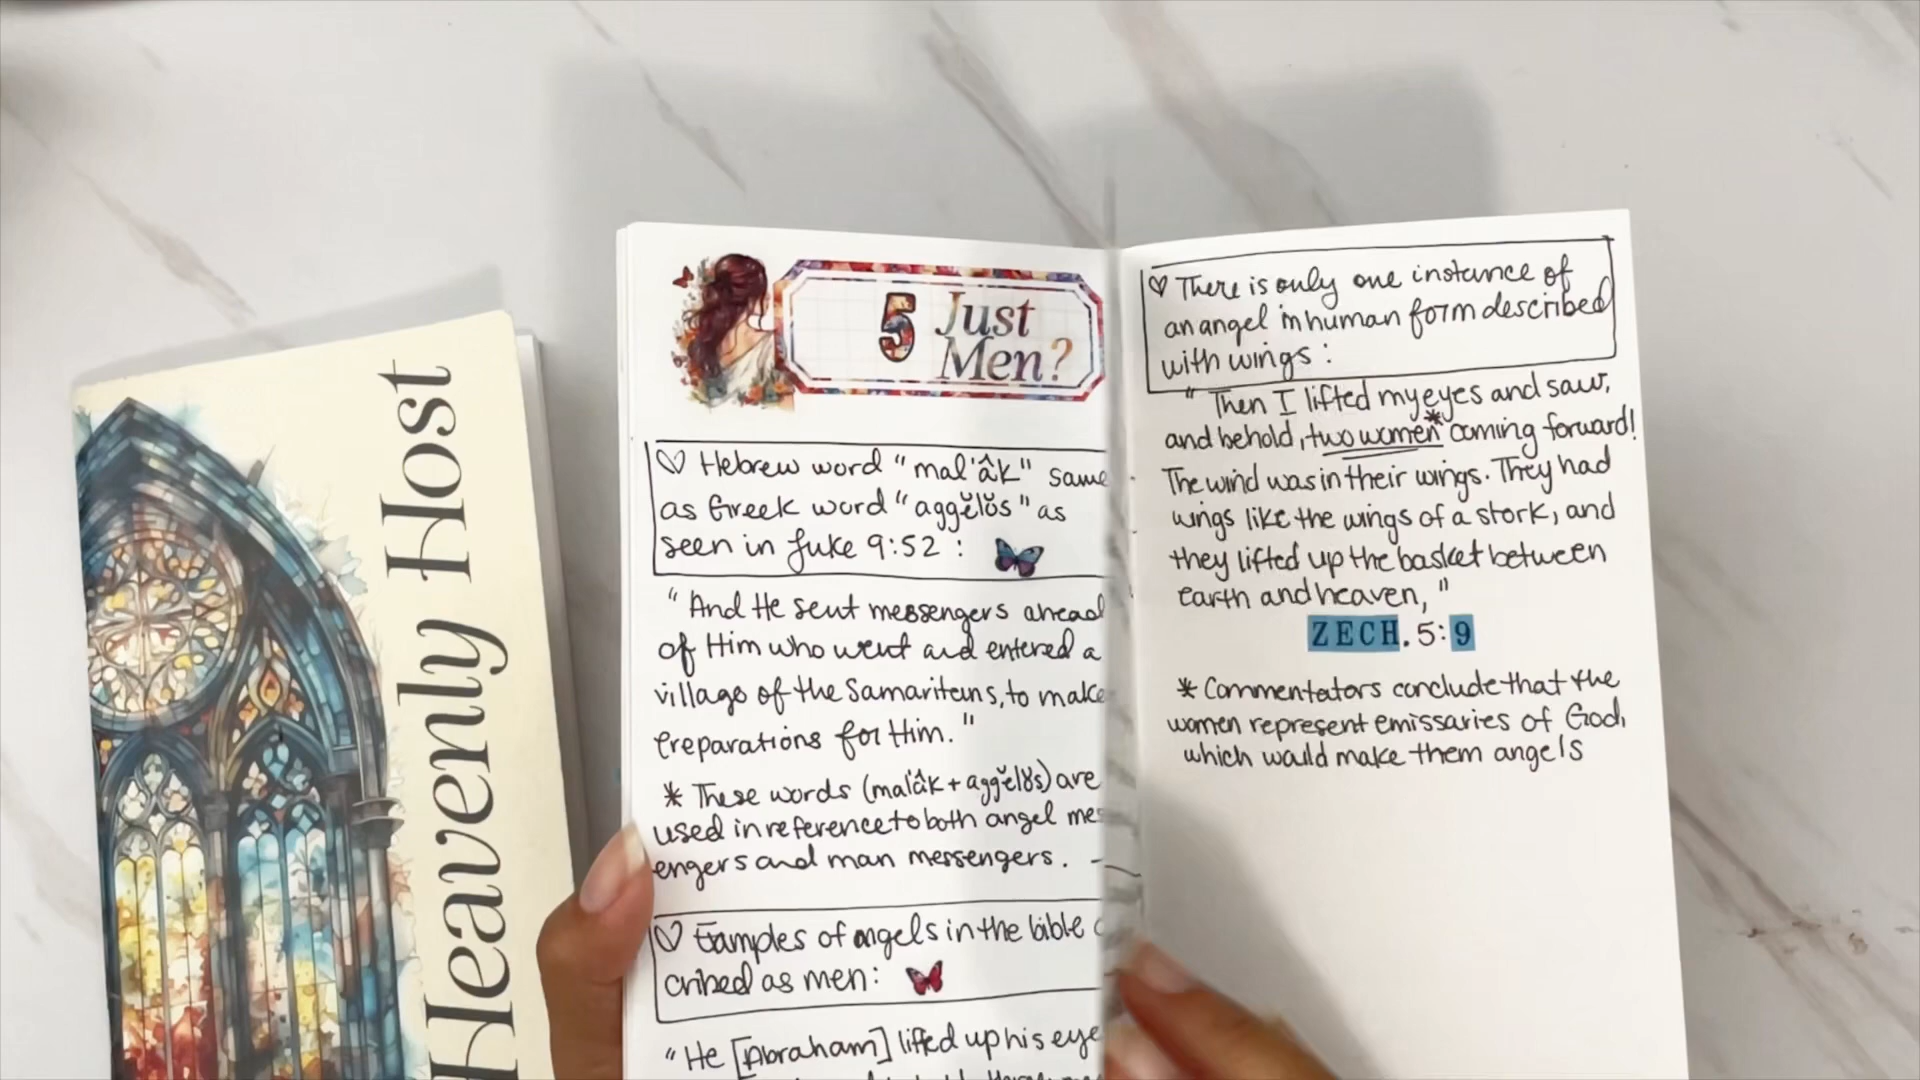 Heavenly Host
5 Just
Men?
Hebrew word "mal'âk" same
as Greek word "aggĕlŏs" as
seen in Luke 9:52 :
"And He sent messengers ahead
of Him who went and entered a
village of the Samaritans, to make
preparations for Him."
* These words (mal'âk + aggĕlŏs) are
used in reference to both angel mes
engers and man messengers.
Examples of angels in the bible
cribed as men:
"He [Abraham] lifted up his eye
There is only one instance of
an angel in human form described
with wings :
"Then I lifted my eyes and saw,
and behold, two women* coming forward!
The wind was in their wings. They had
wings like the wings of a stork, and
they lifted up the basket between
earth and heaven,"
ZECH. 5:9
* Commentators conclude that the
women represent emissaries of God,
which would make them angels